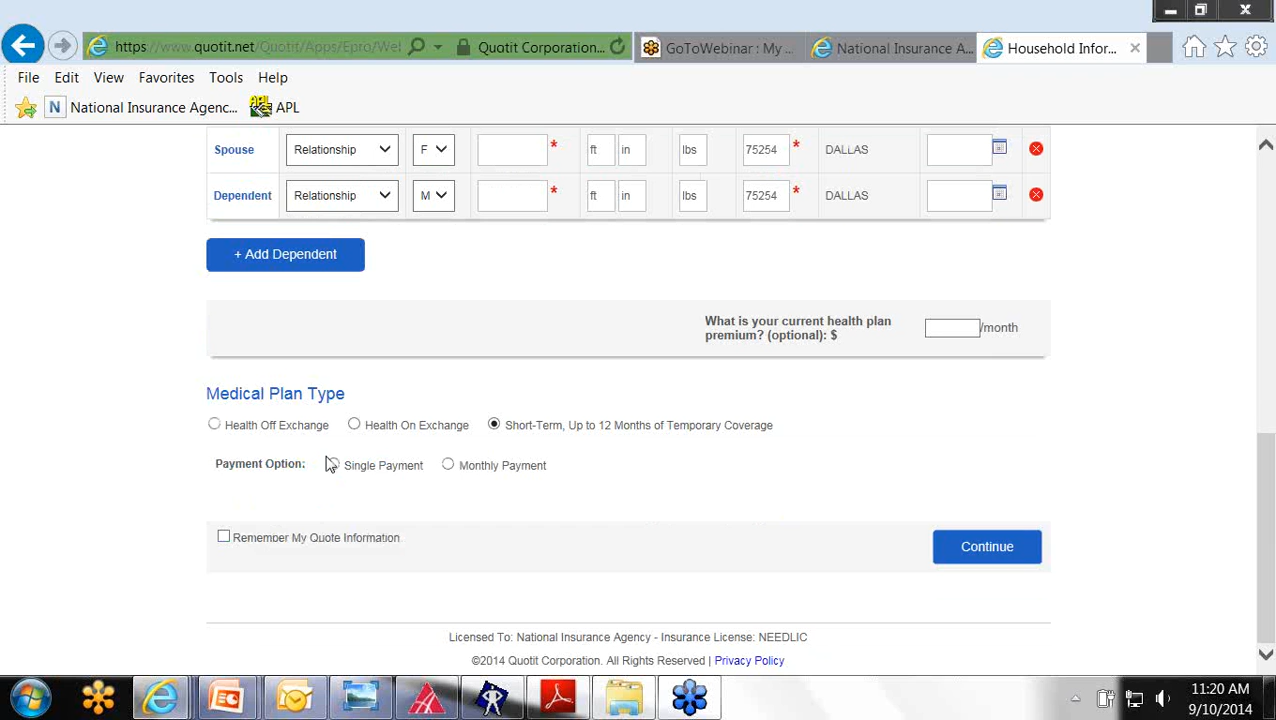 https://www.quotit.net/Quotit/Apps/Epro/Wel
Quotit Corporation...
GoToWebinar : My ...
National Insurance A...
Household Infor...
File Edit View Favorites Tools Help
N National Insurance Agenc... APL APL
Spouse Relationship F * ft in lbs 75254 * DALLAS
Dependent Relationship M * ft in lbs 75254 * DALLAS
+ Add Dependent
What is your current health plan
premium? (optional): $ /month
Medical Plan Type
Health Off Exchange Health On Exchange Short-Term, Up to 12 Months of Temporary Coverage
Payment Option: Single Payment Monthly Payment
Remember My Quote Information
Continue
Licensed To: National Insurance Agency - Insurance License: NEEDLIC
©2014 Quotit Corporation. All Rights Reserved | Privacy Policy
11:20 AM
9/10/2014